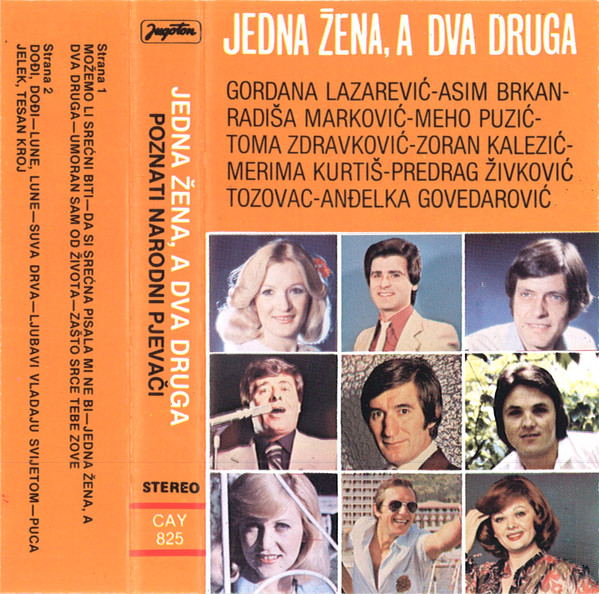 Strana 1
MOŽEMO LI SREĆNI BITI—DA SI SREĆNA PISALA MI NE BI—JEDNA ŽENA, A
DVA DRUGA—UMORAN SAM OD ŽIVOTA—ZAŠTO SRCE TEBE ZOVE
Strana 2
DOĐI, DOĐI—LUNE, LUNE—SUVA DRVA—LJUBAVI VLADAJU SVIJETOM—PUCA
JELEK, TESAN KROJ
Jugoton
JEDNA ŽENA, A DVA DRUGA
POZNATI NARODNI PJEVAČI
STEREO
CAY
825
JEDNA ŽENA, A DVA DRUGA
GORDANA LAZAREVIĆ-ASIM BRKAN-
RADIŠA MARKOVIĆ-MEHO PUZIĆ-
TOMA ZDRAVKOVIĆ-ZORAN KALEZIĆ-
MERIMA KURTIŠ-PREDRAG ŽIVKOVIĆ
TOZOVAC-ANĐELKA GOVEDAROVIĆ